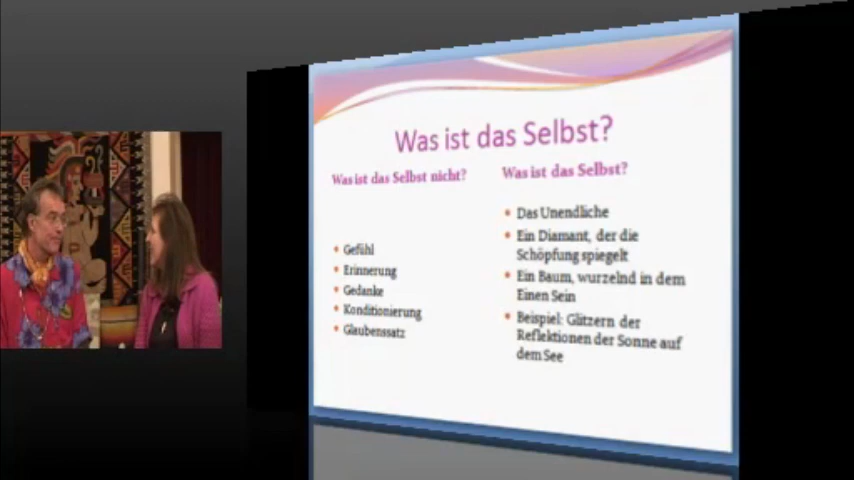 Was ist das Selbst?
Was ist das Selbst nicht?
Gefühl
Erinnerung
Gedanke
Konditionierung
Glaubenssatz
Was ist das Selbst?
Das Unendliche
Ein Diamant, der die
Schöpfung spiegelt
Ein Baum, wurzelnd in dem
Einen Sein
Beispiel: Glitzern der
Reflektionen der Sonne auf
dem See